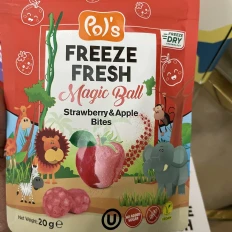 Pol's
FREEZE
FRESH
Magic Ball
Strawberry & Apple
Bites
FREEZE
DRY
Net Weight: 20 g e
U